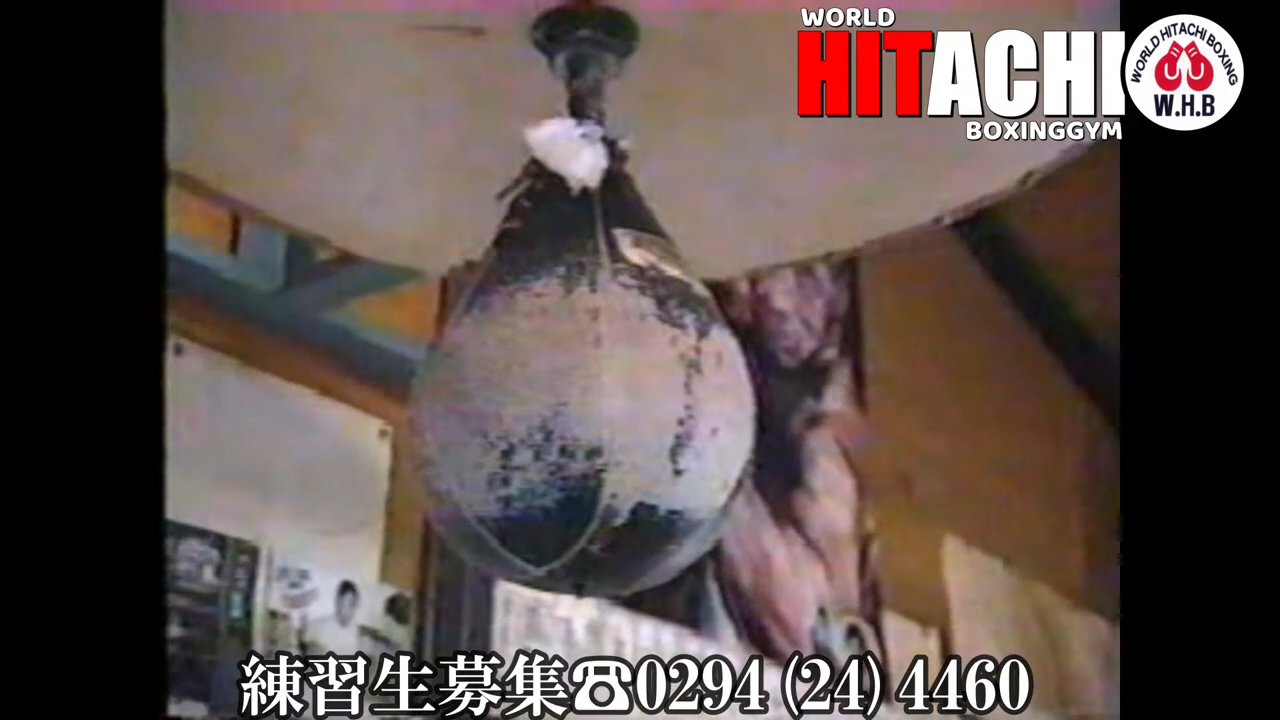 WORLD
HITACHI
BOXINGGYM
WORLD HITACHI BOXING
W.H.B
練習生募集☎0294 (24) 4460